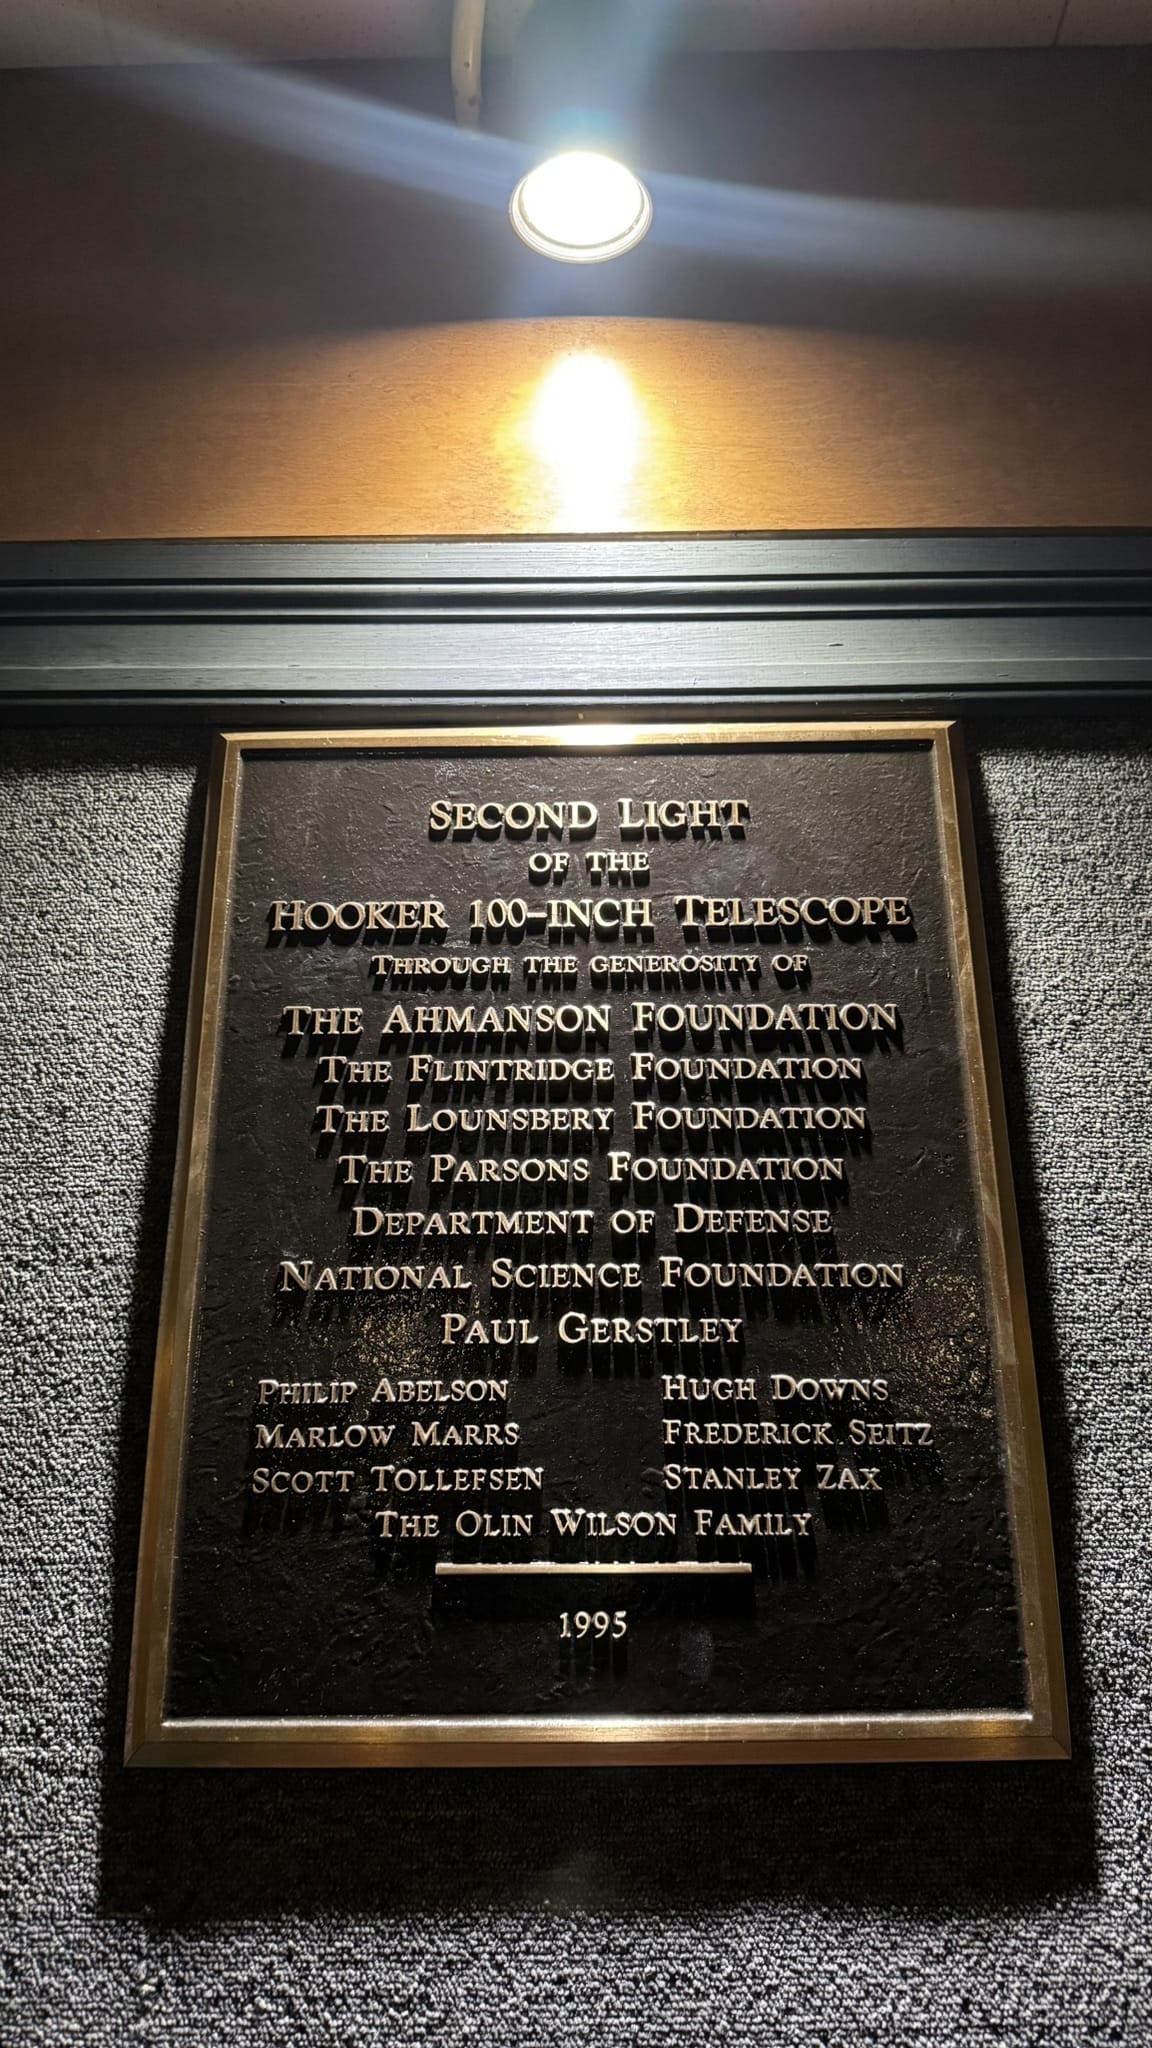 SECOND LIGHT
OF THE
HOOKER 100-INCH TELESCOPE
THROUGH THE GENEROSITY OF
THE AHMANSON FOUNDATION
THE FLINTRIDGE FOUNDATION
THE LOUNSBERY FOUNDATION
THE PARSONS FOUNDATION
DEPARTMENT OF DEFENSE
NATIONAL SCIENCE FOUNDATION
PAUL GERSTLEY
PHILIP ABELSON HUGH DOWNS
MARLOW MARRS FREDERICK SEITZ
SCOTT TOLLEFSEN STANLEY ZAX
THE OLIN WILSON FAMILY
1995